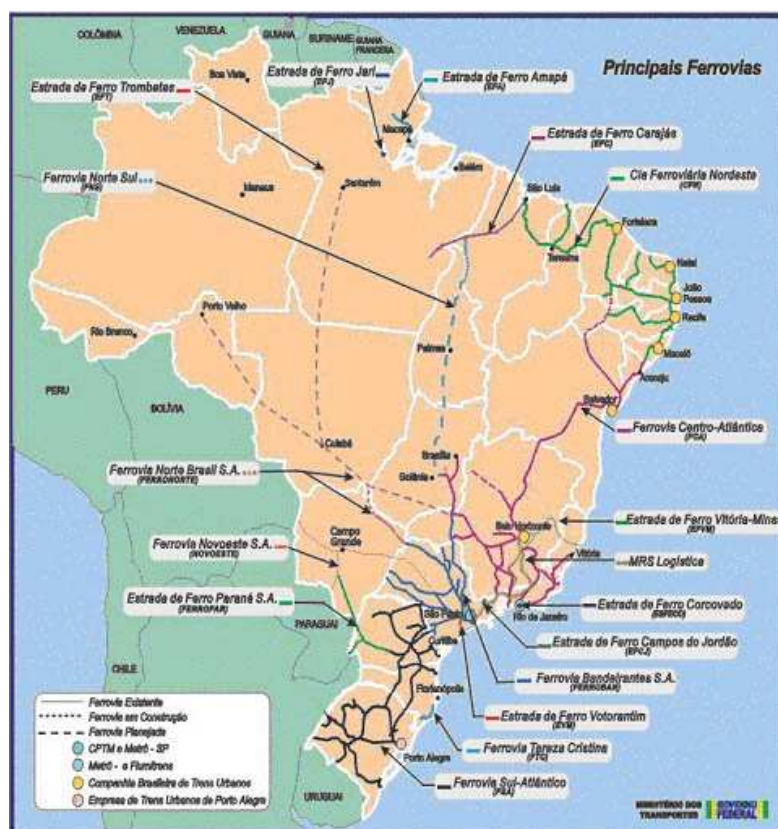 COLÔMBIA
VENEZUELA
GUIANA
SURINAME
GUIANA
FRANCESA
Principais Ferrovias
Boa Vista
Estrada de Ferro Jari
(EFJ)
Estrada de Ferro Amapá
(EFA)
Estrada de Ferro Trombetas
(EFT)
Macapá
Belém
Estrada de Ferro Carajás
(EFC)
Ferrovia Norte Sul
(FNS)
Manaus
Santarém
São Luís
Cia Ferroviária Nordeste
(CFN)
Fortaleza
Teresina
Natal
João
Pessoa
Recife
Porto Velho
Rio Branco
Palmas
Maceió
Aracaju
PERU
BOLÍVIA
Salvador
Ferrovia Centro-Atlântica
(FCA)
Cuiabá
Brasília
Goiânia
Ferrovia Norte Brasil S.A.
(FERRONORTE)
Belo Horizonte
Estrada de Ferro Vitória-Minas
(EFVM)
Campo
Grande
Ferrovia Novoeste S.A.
(NOVOESTE)
Vitória
MRS Logística
Estrada de Ferro Paraná S.A.
(FERROPAR)
São Paulo
Rio de Janeiro
Estrada de Ferro Corcovado
PARAGUAI
Curitiba
Estrada de Ferro Campos do Jordão
(EFCJ)
CHILE
Florianópolis
Ferrovia Bandeirantes S.A.
(FERROBAN)
Ferrovia Existente
Ferrovia em Construção
Ferrovia Planejada
CPTM e Metrô - SP
Metrô - e Flumitrens
Companhia Brasileira de Trens Urbanos
Empresa de Trens Urbanos de Porto Alegre
Estrada de Ferro Votorantim
(EFV)
Porto Alegre
Ferrovia Tereza Cristina
(FTC)
Ferrovia Sul-Atlântico
(FSA)
URUGUAI
MINISTÉRIO DOS
TRANSPORTES
GOVERNO
FEDERAL